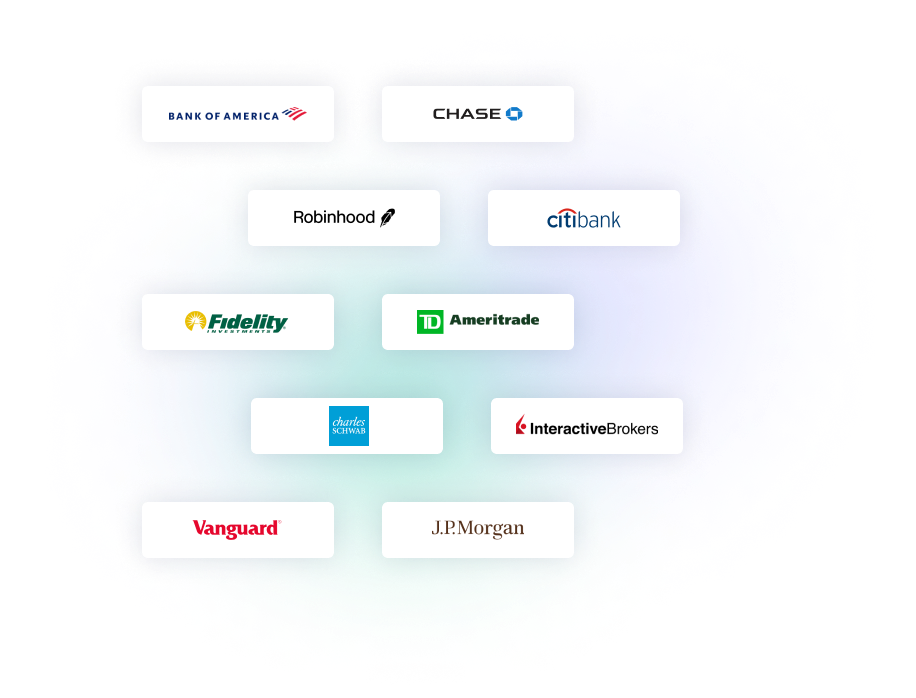 BANK OF AMERICA
CHASE
Robinhood
citibank
Fidelity
INVESTMENTS
TD Ameritrade
charles
SCHWAB
InteractiveBrokers
Vanguard
J.P.Morgan